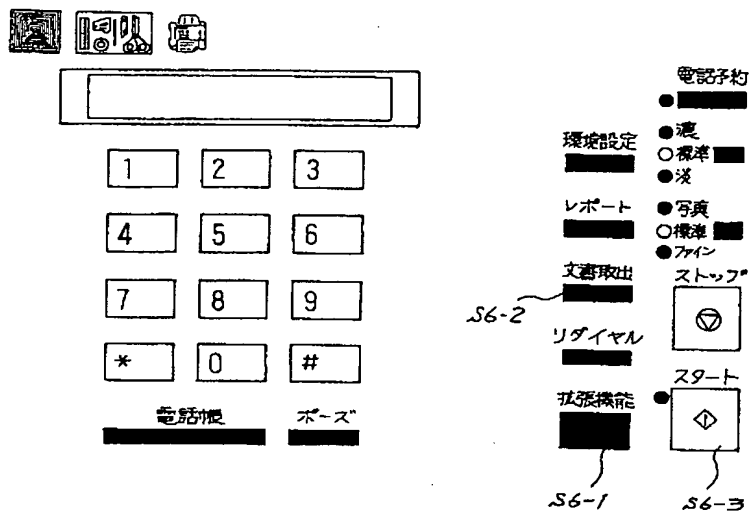 電話予約
濃
環境設定
標準
淡
1 2 3
レポート
写真
標準
4 5 6
ファイン
文書取出
ストップ
S6-2
7 8 9
リダイヤル
* 0 #
スタート
拡張機能
電話帳 ポーズ
S6-1 S6-3